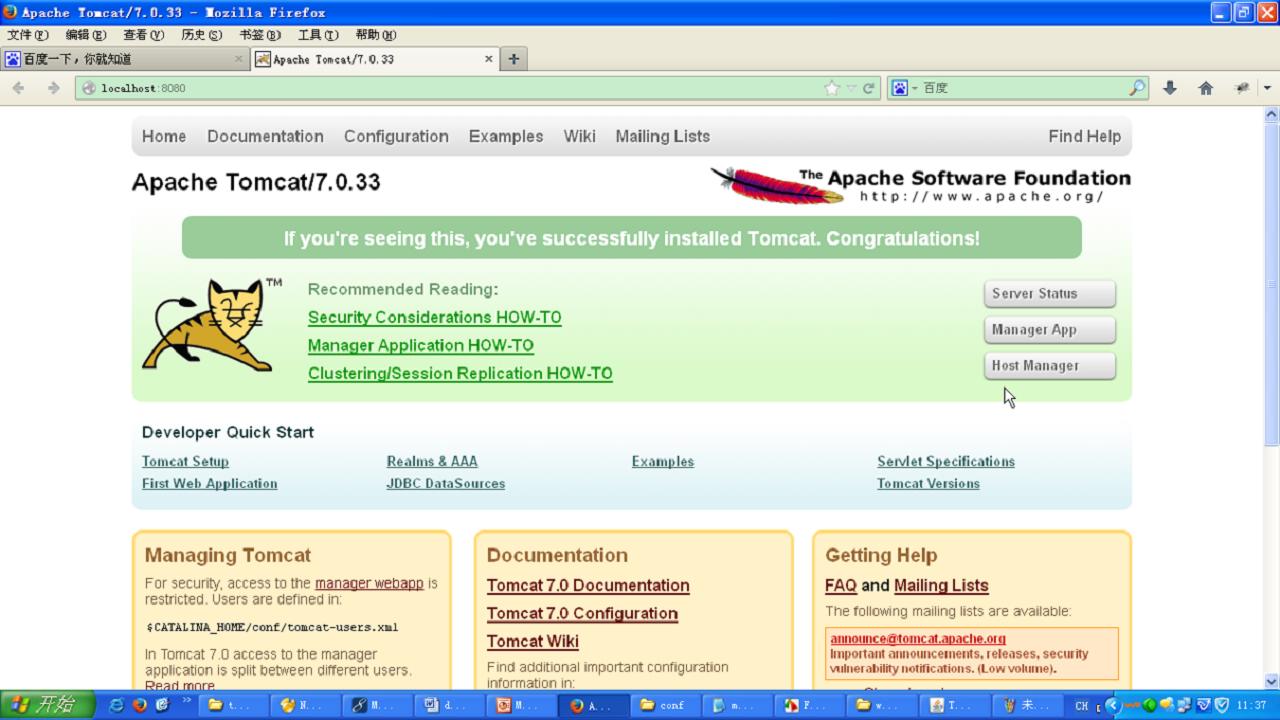 Apache Tomcat/7.0.33 - Mozilla Firefox
文件(F) 编辑(E) 查看(V) 历史(S) 书签(B) 工具(T) 帮助(H)
百度一下，你就知道 Apache Tomcat/7.0.33
localhost:8080 百度
Home Documentation Configuration Examples Wiki Mailing Lists Find Help
Apache Tomcat/7.0.33
The Apache Software Foundation
http://www.apache.org/
If you're seeing this, you've successfully installed Tomcat. Congratulations!
TM
Recommended Reading:
Security Considerations HOW-TO
Manager Application HOW-TO
Clustering/Session Replication HOW-TO
Server Status
Manager App
Host Manager
Developer Quick Start
Tomcat Setup Realms & AAA Examples Servlet Specifications
First Web Application JDBC DataSources Tomcat Versions
Managing Tomcat
For security, access to the manager webapp is
restricted. Users are defined in:
$CATALINA_HOME/conf/tomcat-users.xml
In Tomcat 7.0 access to the manager
application is split between different users.
Read more...
Documentation
Tomcat 7.0 Documentation
Tomcat 7.0 Configuration
Tomcat Wiki
Find additional important configuration
information in:
Getting Help
FAQ and Mailing Lists
The following mailing lists are available:
announce@tomcat.apache.org
Important announcements, releases, security
vulnerability notifications. (Low volume).
开始 t... N... M... d... M... A... conf m... F... w... T... 未... CH 11:37